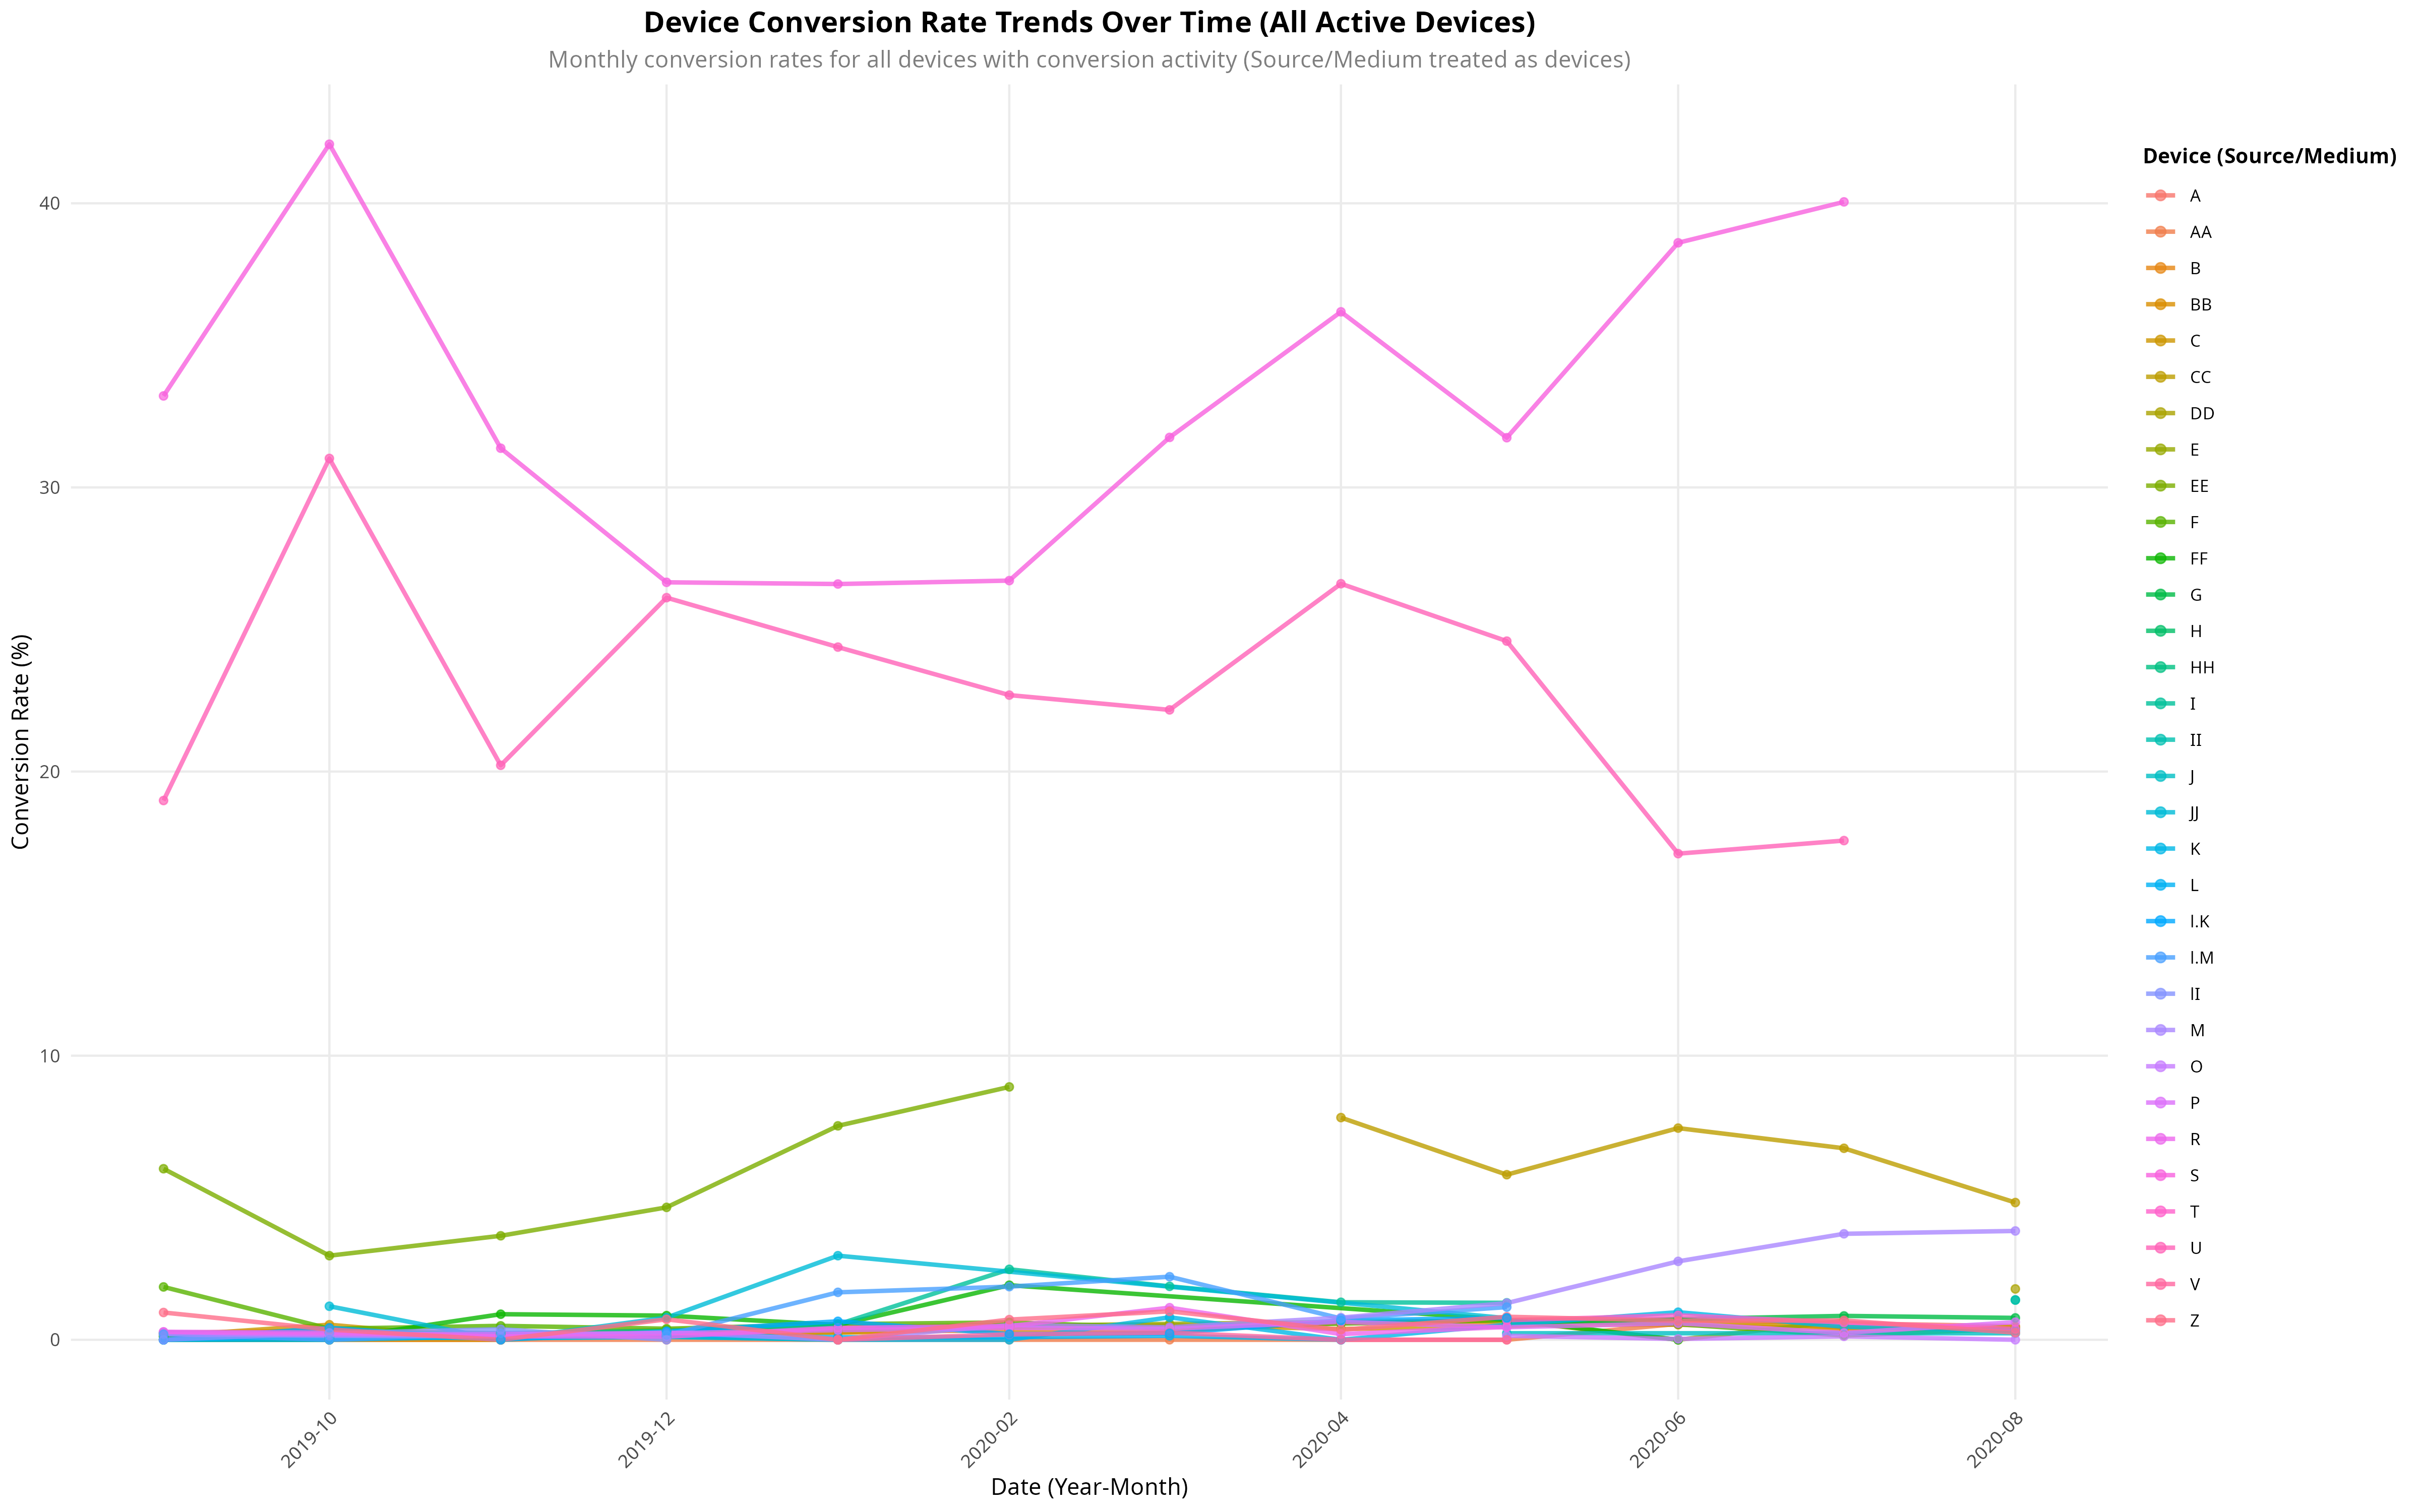 Device Conversion Rate Trends Over Time (All Active Devices)
Monthly conversion rates for all devices with conversion activity (Source/Medium treated as devices)
Conversion Rate (%)
40
30
20
10
0
2019-10
2019-12
2020-02
2020-04
2020-06
2020-08
Date (Year-Month)
Device (Source/Medium)
A
AA
B
BB
C
CC
DD
E
EE
F
FF
G
H
HH
I
II
J
JJ
K
L
l.K
l.M
lI
M
O
P
R
S
T
U
V
Z